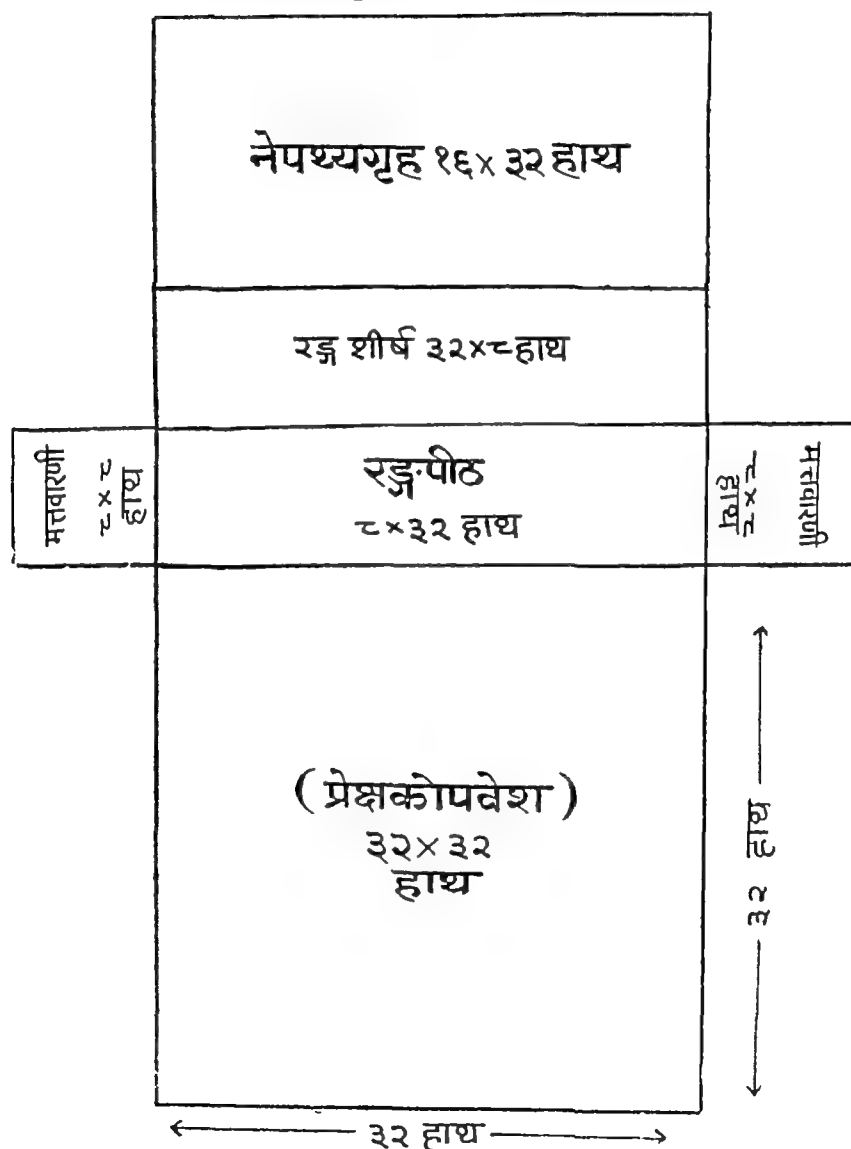 नेपथ्यगृह १६× ३२ हाथ
रङ्ग शीर्ष ३२×८ हाथ
मत्तवारणी
८×८
हाथ
रङ्गपीठ
८×३२ हाथ
८×८
हाथ
मत्तवारणी
(प्रेक्षकोपवेश)
३२×३२
हाथ
३२ हाथ
३२ हाथ